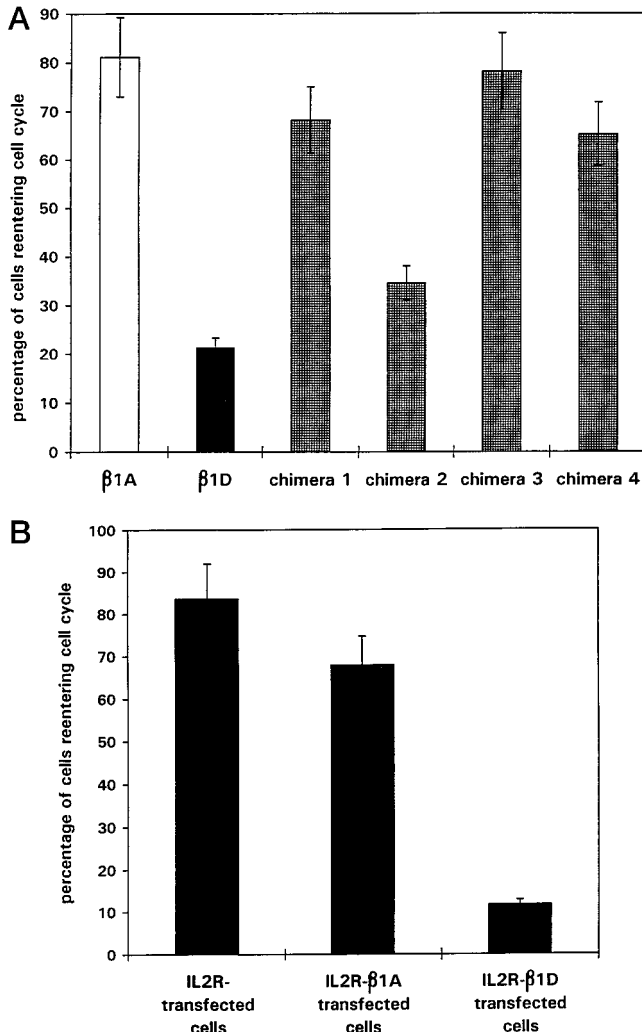 A
percentage of cells reentering cell cycle
90
80
70
60
50
40
30
20
10
0
β1A β1D chimera 1 chimera 2 chimera 3 chimera 4
B
percentage of cells reentering cell cycle
100
90
80
70
60
50
40
30
20
10
0
IL2R- IL2R-β1A IL2R-β1D
transfected transfected transfected
cells cells cells